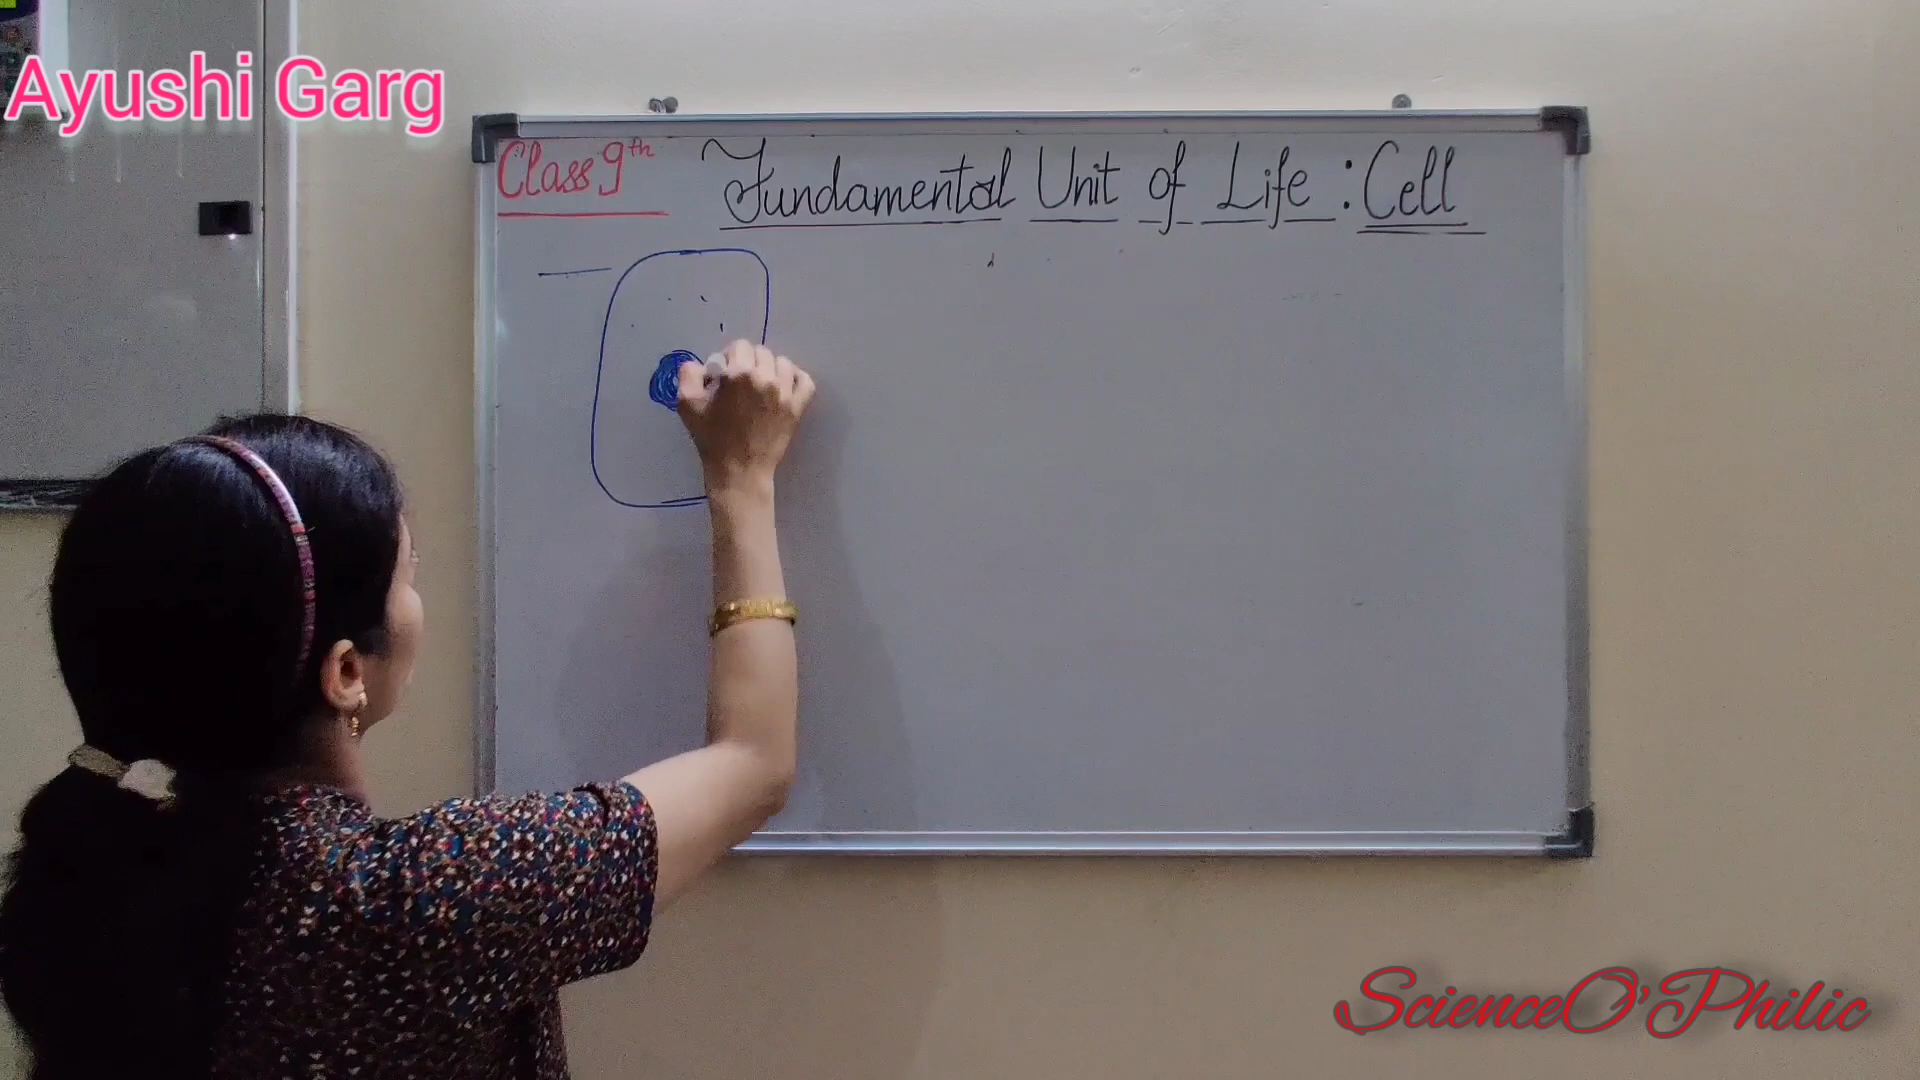 Ayushi Garg
Class 9th Fundamental Unit of Life : Cell
ScienceO'Philic